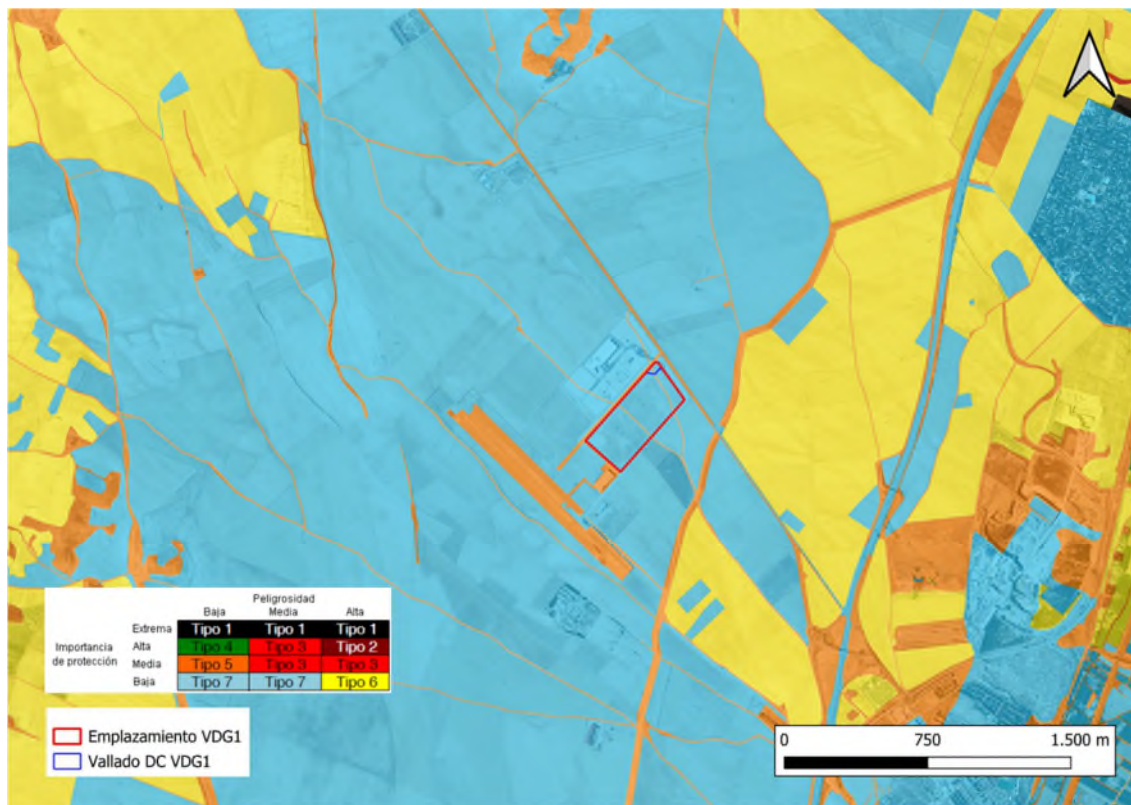 Peligrosidad
Baja Media Alta
Importancia de protección
Extrema Tipo 1 Tipo 1 Tipo 1
Alta Tipo 4 Tipo 3 Tipo 2
Media Tipo 5 Tipo 3 Tipo 3
Baja Tipo 7 Tipo 7 Tipo 6
Emplazamiento VDG1
Vallado DC VDG1
0 750 1.500 m